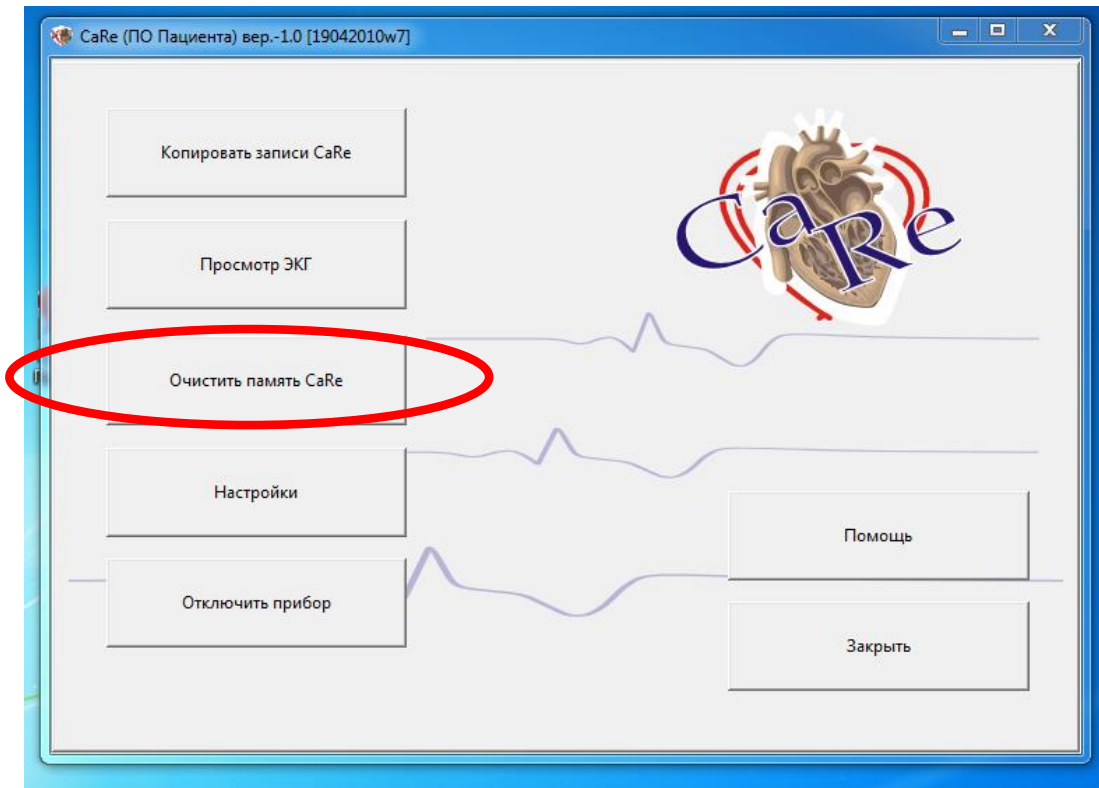 CaRe (ПО Пациента) вер.-1.0 [19042010w7]
Копировать записи CaRe
CaRe
Просмотр ЭКГ
Очистить память CaRe
Настройки
Помощь
Отключить прибор
Закрыть